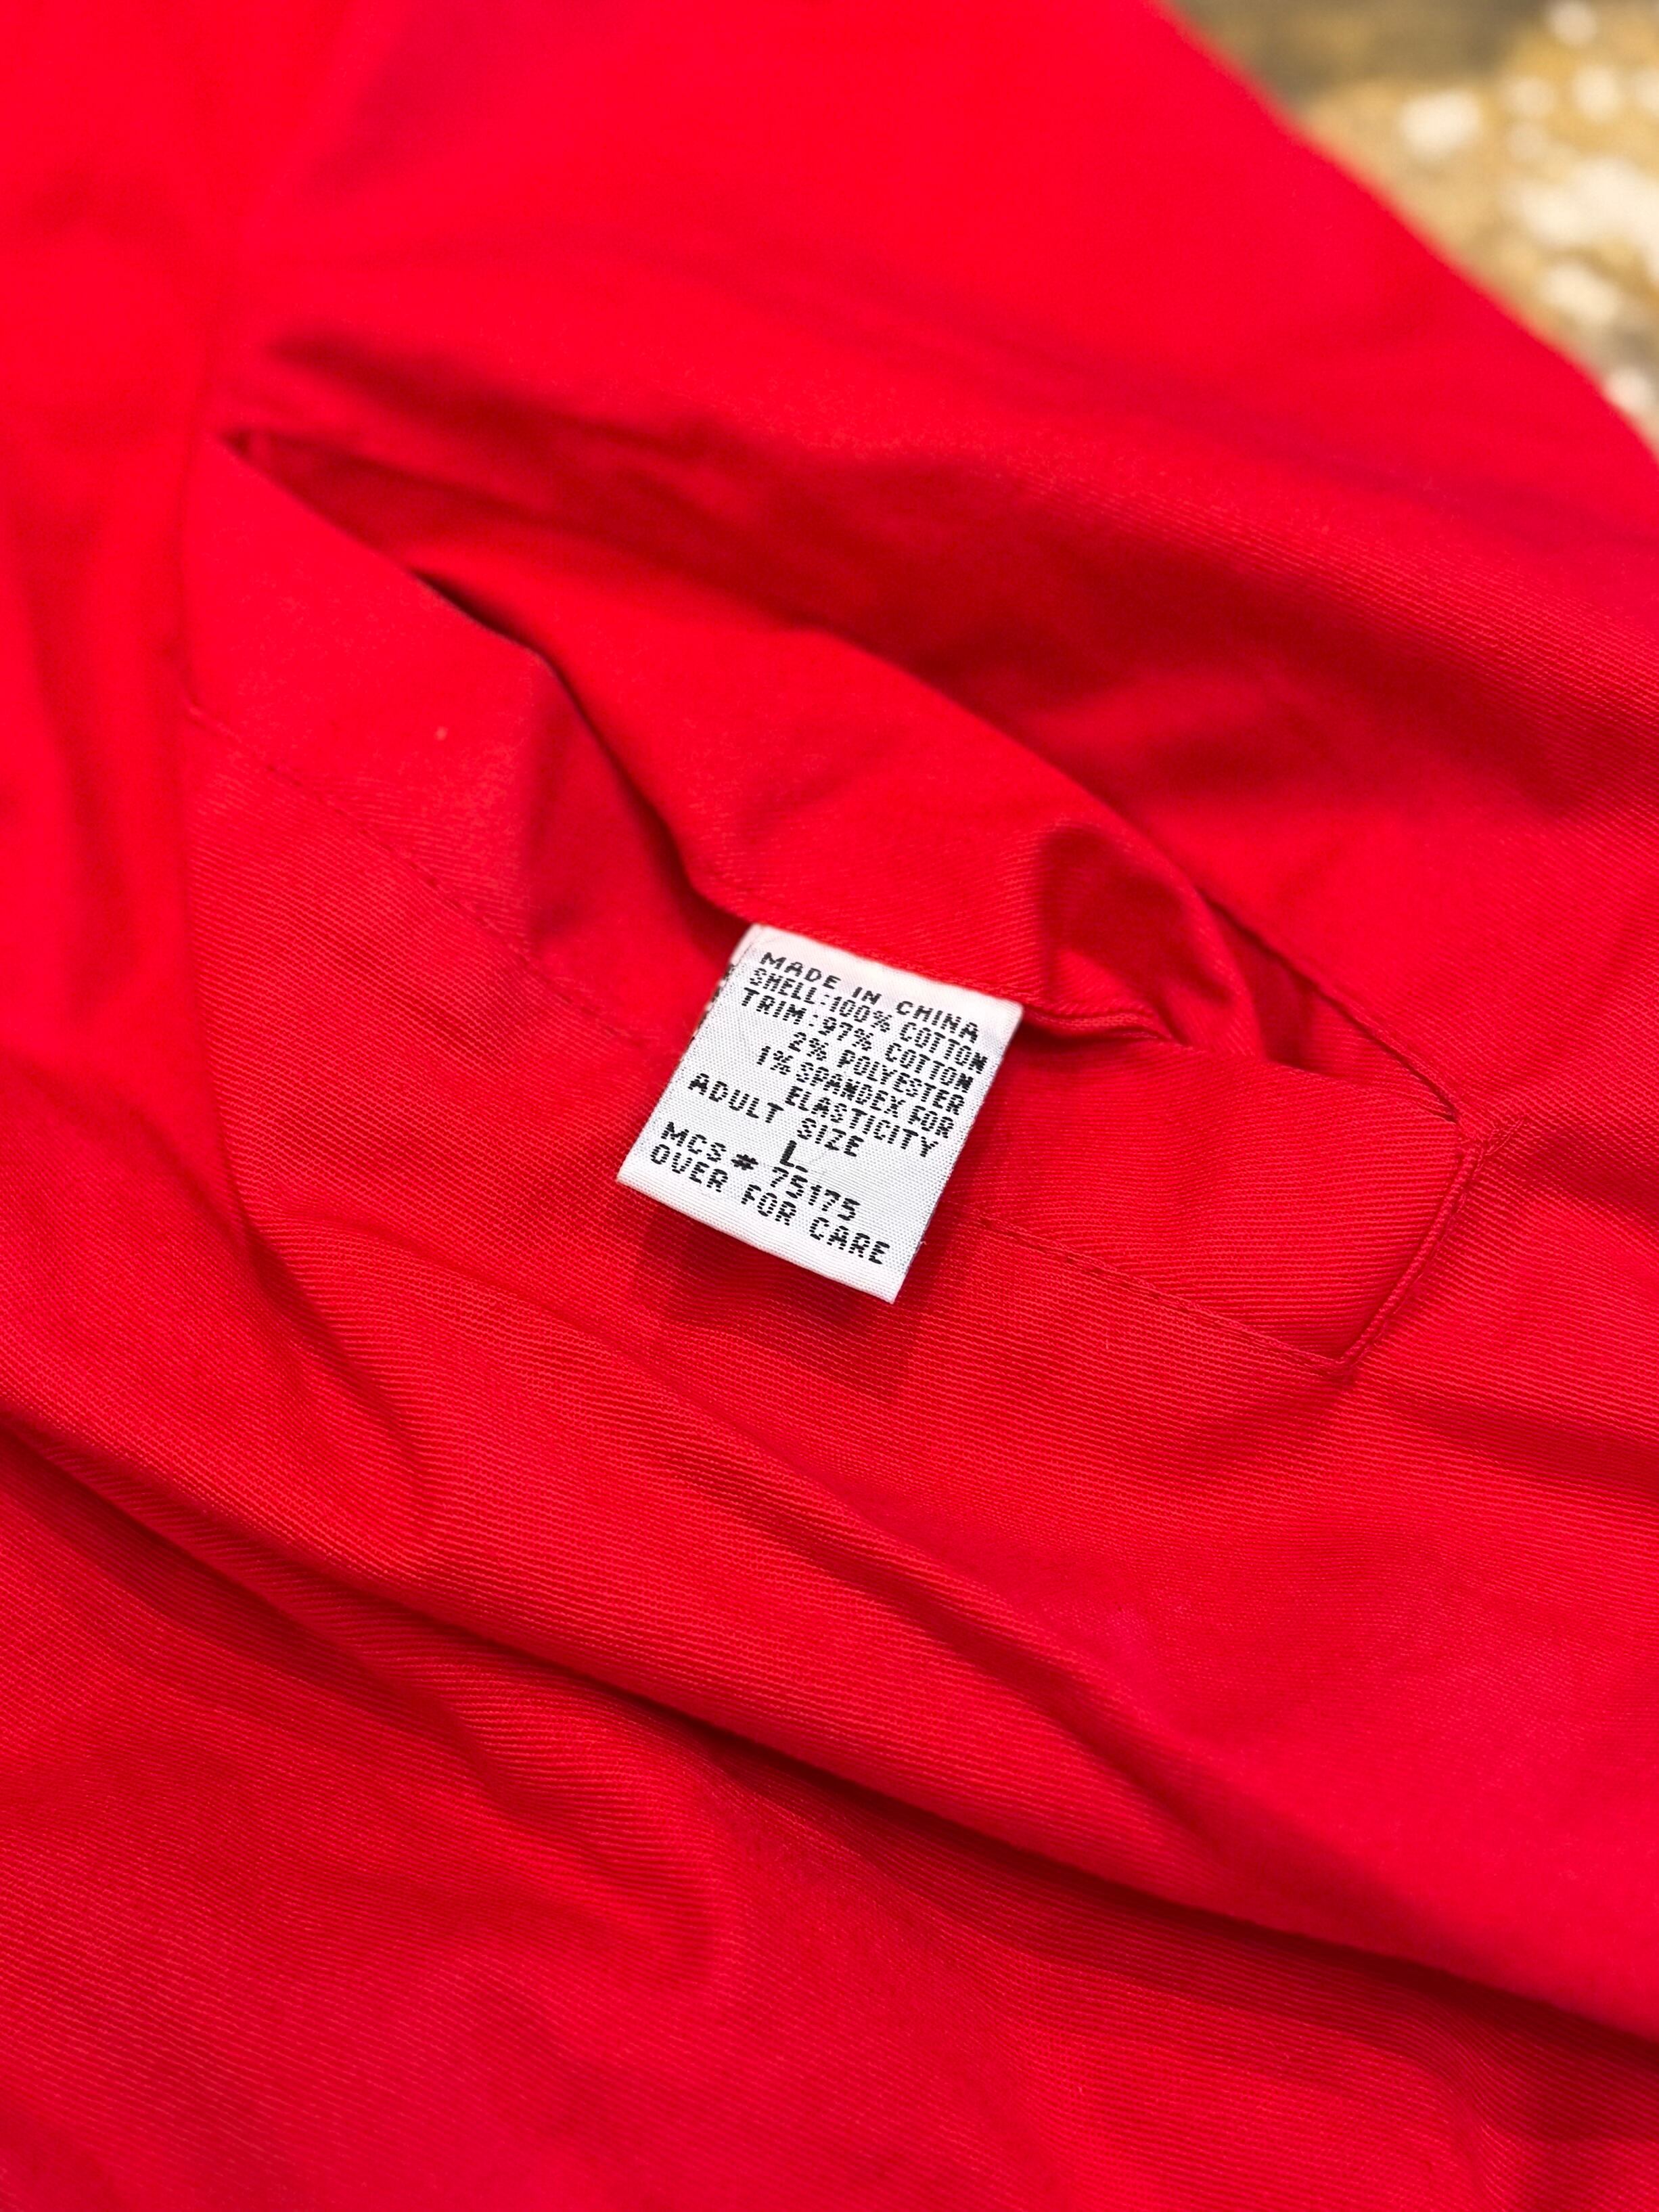 MADE IN CHINA
SHELL:100% COTTON
TRIM:97% COTTON
2% POLYESTER
1% SPANDEX FOR
ELASTICITY
ADULT SIZE
L
MCS # 75175
OVER FOR CARE